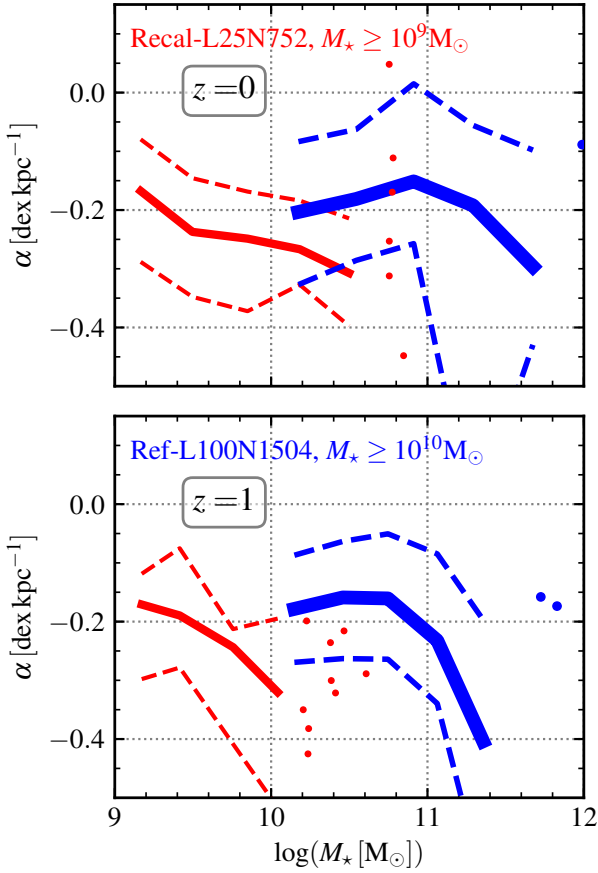 Recal-L25N752, M⋆ ≥ 10⁹M⊙
z =0
0.0
−0.2
−0.4
α [dex kpc⁻¹]
Ref-L100N1504, M⋆ ≥ 10¹⁰M⊙
z =1
0.0
−0.2
−0.4
α [dex kpc⁻¹]
9 10 11 12
log(M⋆ [M⊙])